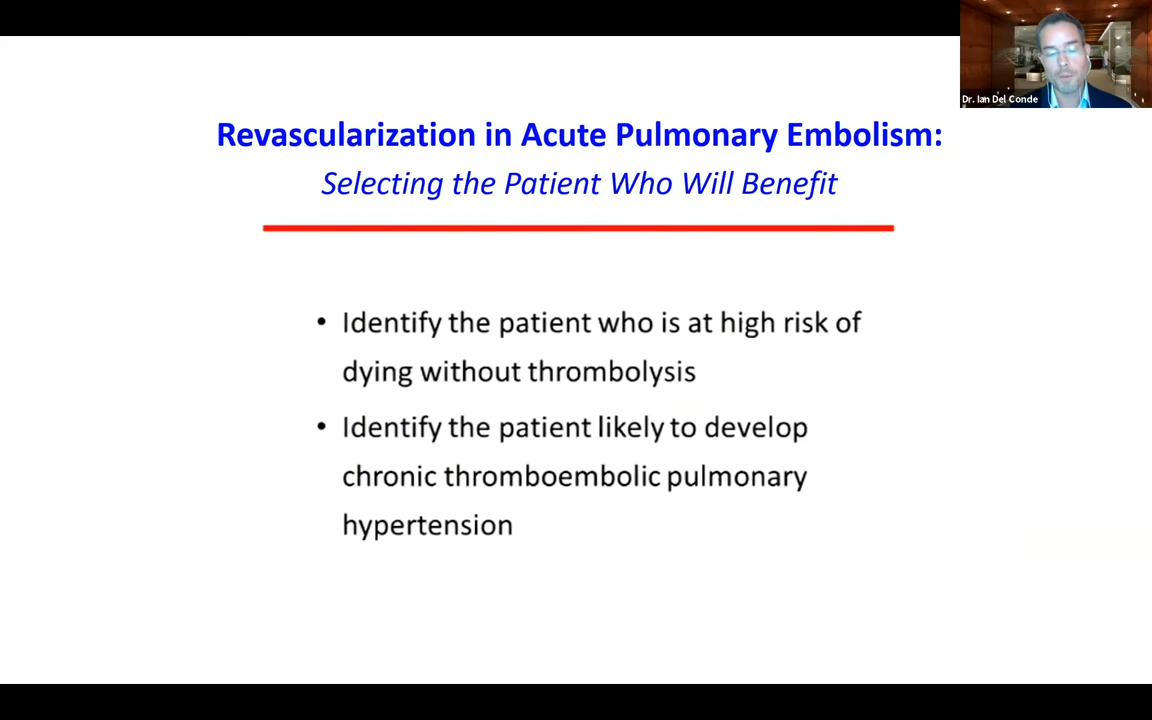 Dr. Ian Del Conde
Revascularization in Acute Pulmonary Embolism:
Selecting the Patient Who Will Benefit
• Identify the patient who is at high risk of
dying without thrombolysis
• Identify the patient likely to develop
chronic thromboembolic pulmonary
hypertension